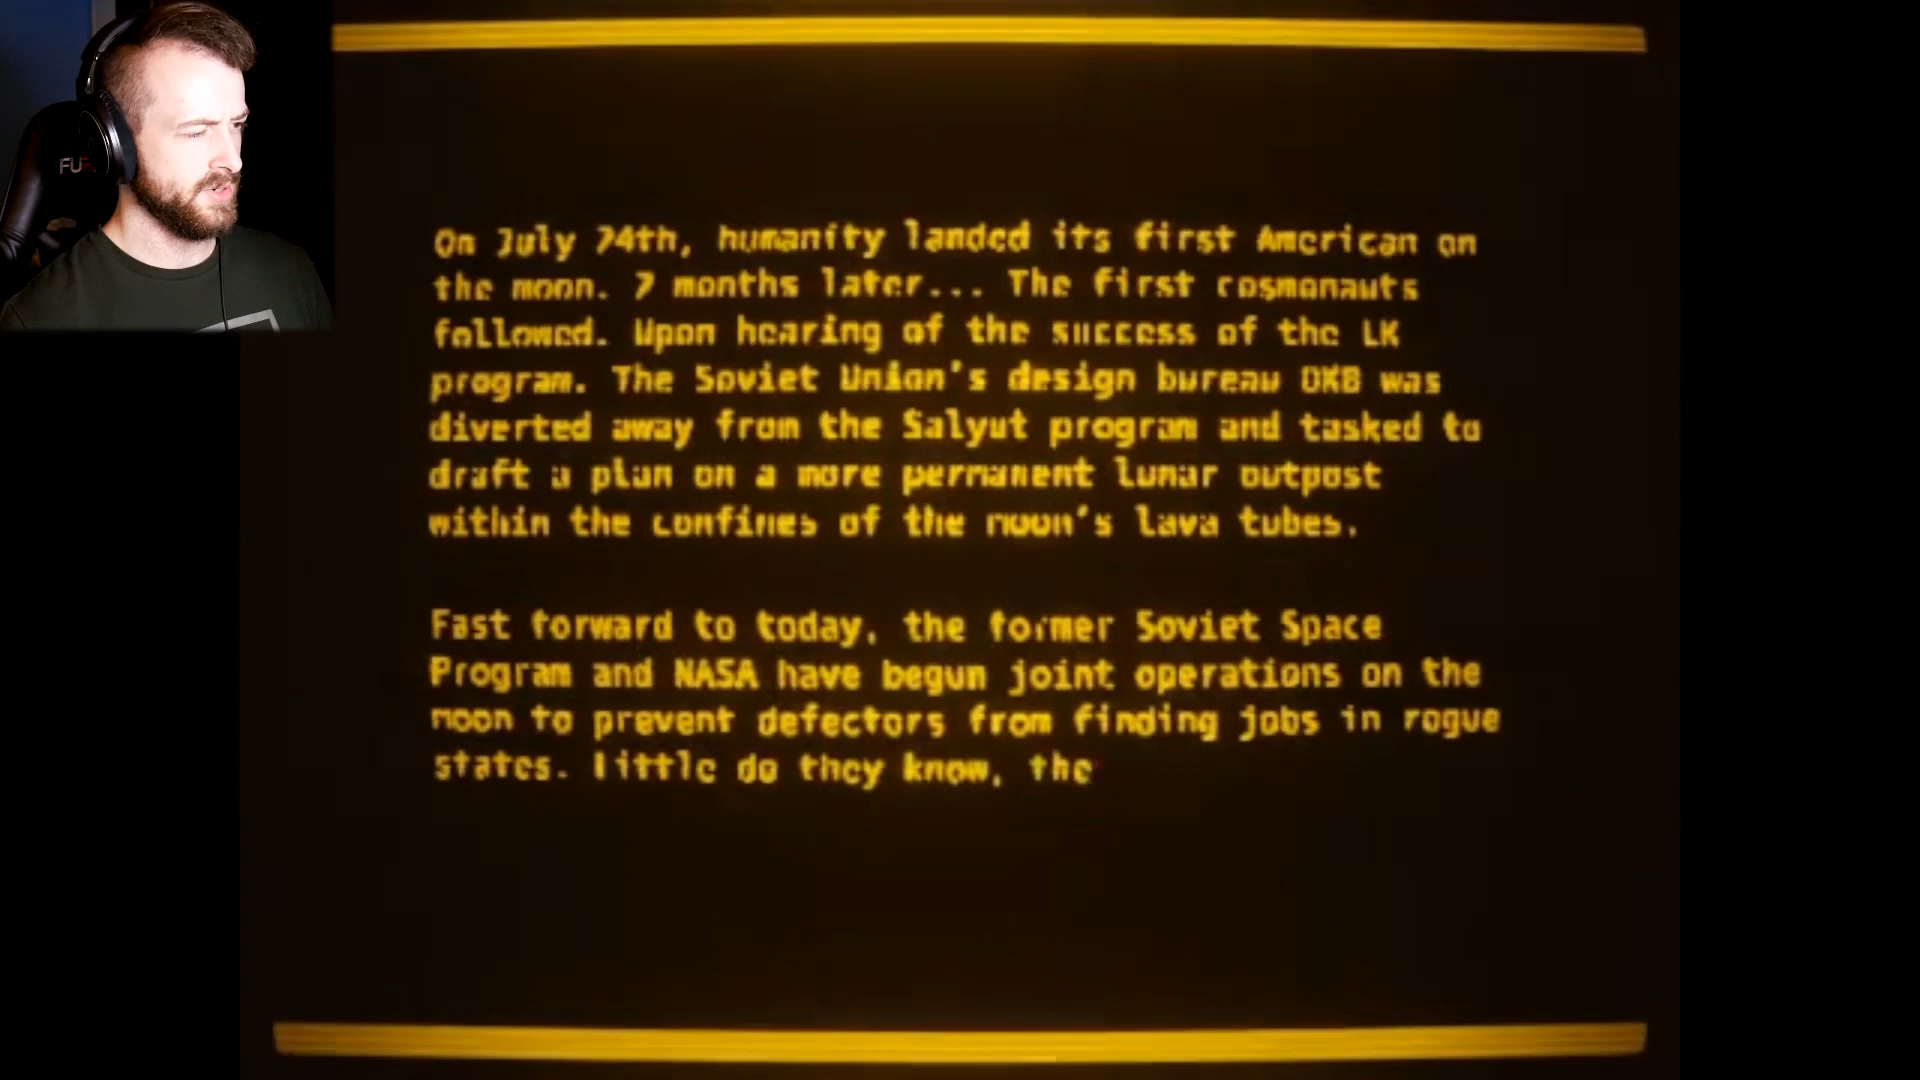 FU
On July 24th, humanity landed its first American on
the moon. 7 months later... The first cosmonauts
followed. Upon hearing of the success of the LK
program. The Soviet Union's design bureau OKB was
diverted away from the Salyut program and tasked to
draft a plan on a more permanent lunar outpost
within the confines of the moon's lava tubes.
Fast forward to today, the former Soviet Space
Program and NASA have begun joint operations on the
moon to prevent defectors from finding jobs in rogue
states. Little do they know, the